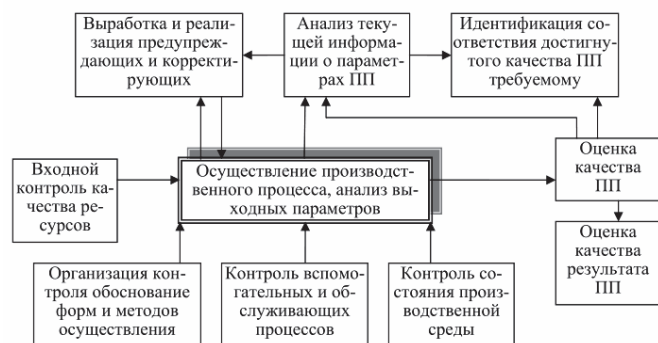 Выработка и реали-
зация предупреж-
дающих и корректи-
рующих
Анализ теку-
щей информа-
ции о пара-
метрах ПП
Идентификация со-
ответствия достигну-
того качества ПП
требуемому
Входной
контроль ка-
чества ре-
сурсов
Осуществление производст-
венного процесса, анализ вы-
ходных параметров
Оценка
качества
ПП
Оценка
качества
результата
ПП
Организация кон-
троля обоснование
форм и методов
осуществления
Контроль вспомо-
гательных и об-
служивающих
процессов
Контроль со-
стояния произ-
водственной
среды